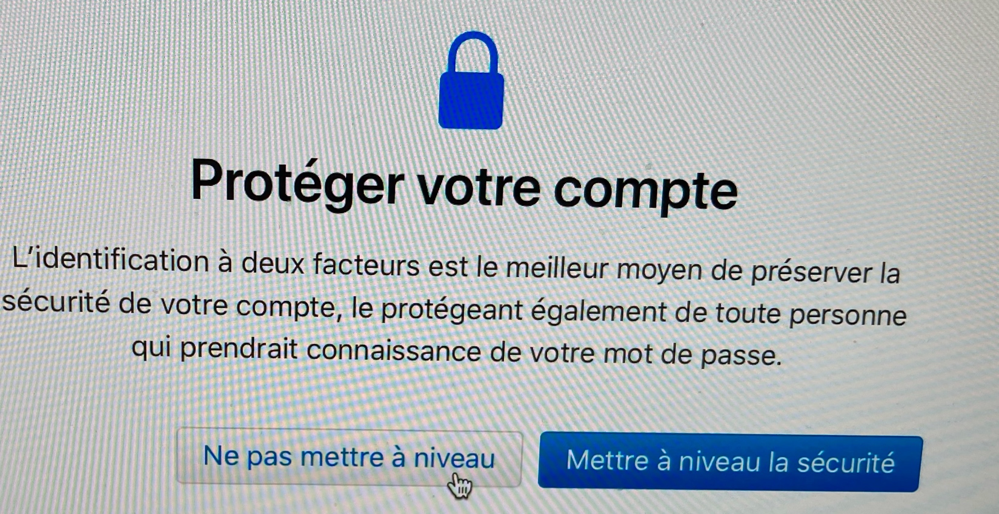 Protéger votre compte
L’identification à deux facteurs est le meilleur moyen de préserver la
sécurité de votre compte, le protégeant également de toute personne
qui prendrait connaissance de votre mot de passe.
Ne pas mettre à niveau
Mettre à niveau la sécurité